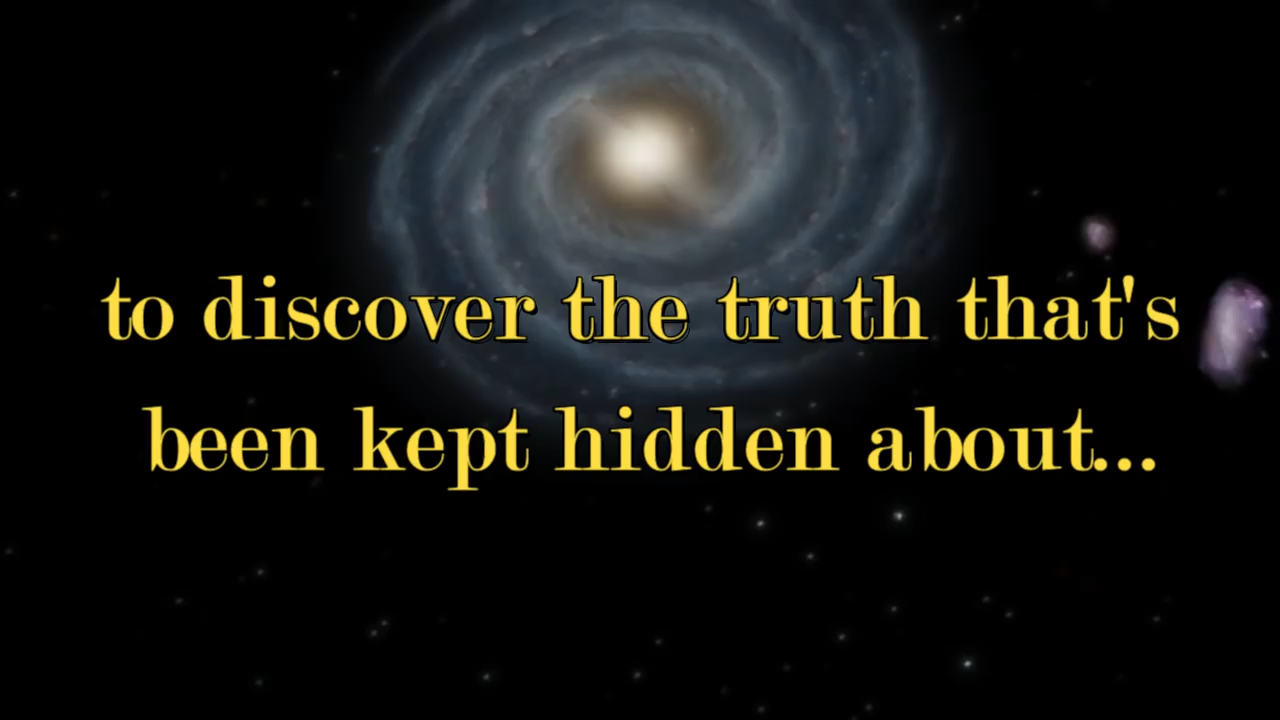 to discover the truth that's
been kept hidden about...